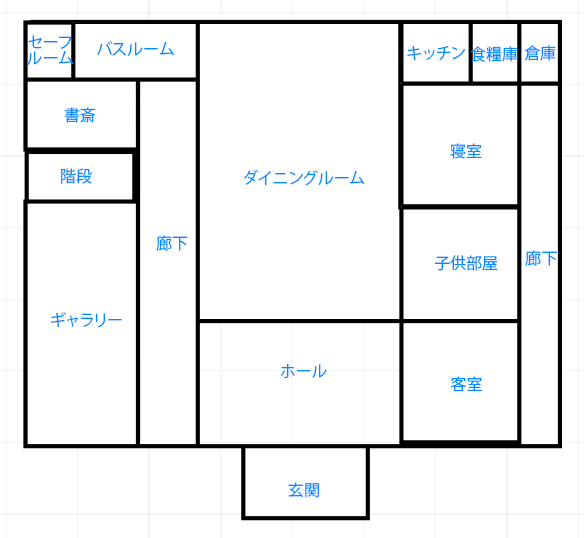 セーフ
ルーム
バスルーム
キッチン
食糧庫
倉庫
書斎
寝室
階段
ダイニングルーム
廊下
子供部屋
廊下
ギャラリー
ホール
客室
玄関